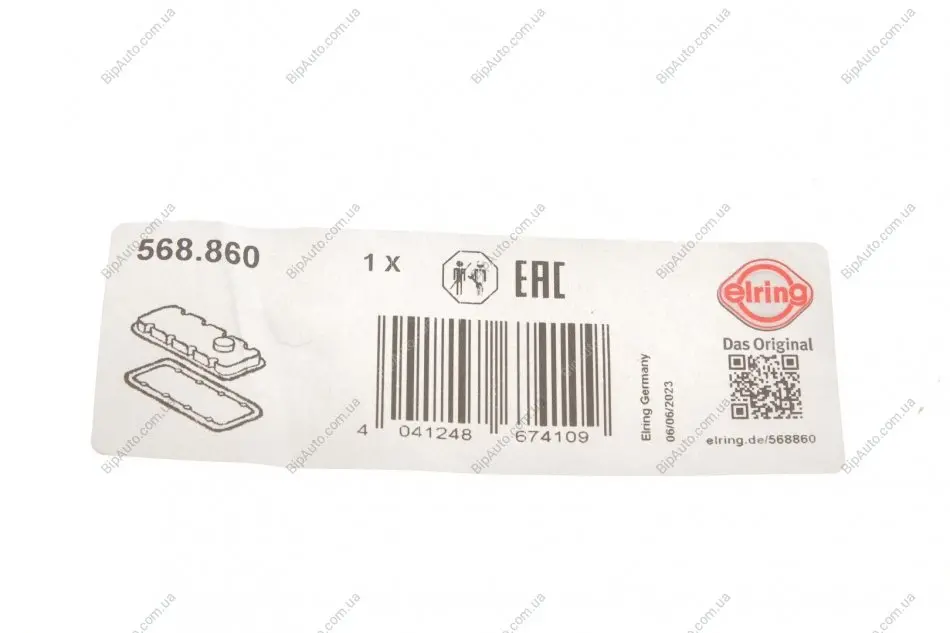 568.860
1 X
EAC
elring
Das Original
4 041248 674109
Elring Germany
06/06/2023
elring.de/568860
BipAuto.com.ua